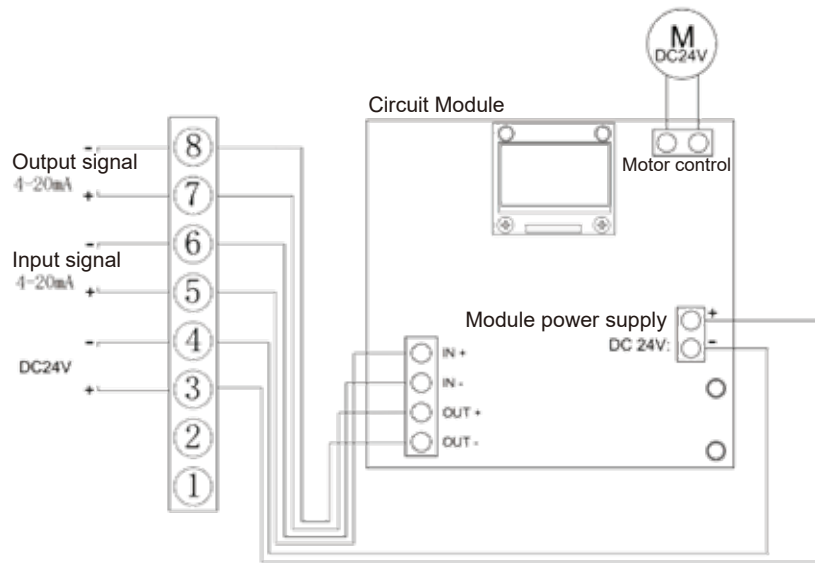 M
DC24V
Circuit Module
Motor control
8
-
Output signal
4-20mA
+
7
-
6
Input signal
4-20mA
+
5
-
4
DC24V
+
3
2
1
Module power supply
+
DC 24V:
-
IN +
IN -
OUT +
OUT -